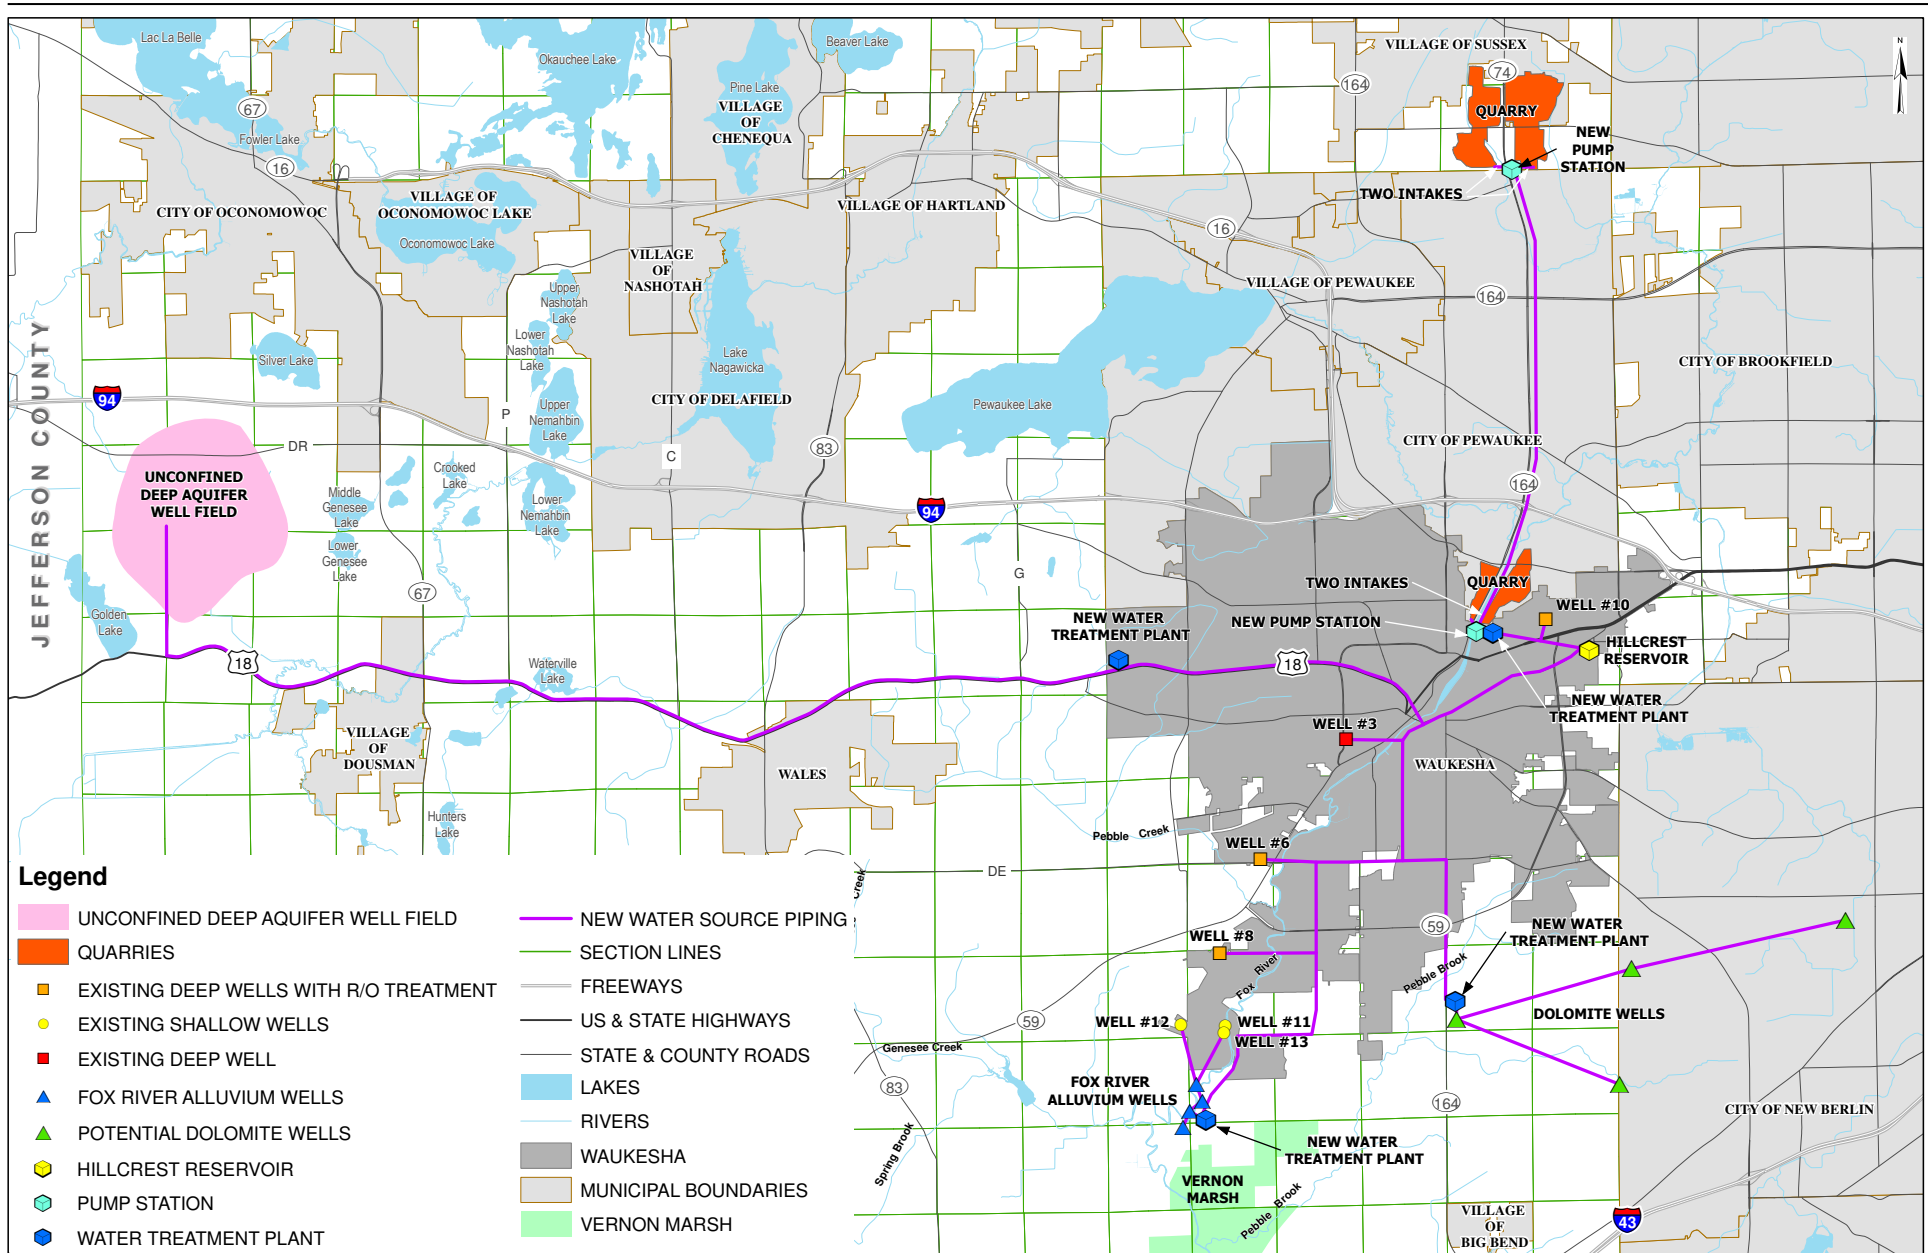 Lac La Belle
Okauchee Lake
Beaver Lake
VILLAGE OF SUSSEX
N
74
164
Pine Lake
VILLAGE
OF
CHENEQUA
67
QUARRY
Fowler Lake
NEW
PUMP
STATION
16
TWO INTAKES
VILLAGE OF
OCONOMOWOC LAKE
CITY OF OCONOMOWOC
VILLAGE OF HARTLAND
16
Oconomowoc Lake
VILLAGE
OF
NASHOTAH
VILLAGE OF PEWAUKEE
Upper
Nashotah
Lake
164
Lower
Nashotah
Lake
Silver Lake
Lake
Nagawicka
CITY OF BROOKFIELD
JEFFERSON COUNTY
94
CITY OF DELAFIELD
Pewaukee Lake
P
Upper
Nemahbin
Lake
CITY OF PEWAUKEE
DR
83
C
UNCONFINED
DEEP AQUIFER
WELL FIELD
Crooked
Lake
164
Middle
Genesee
Lake
Lower
Nemahbin
Lake
94
Lower
Genesee
Lake
G
67
TWO INTAKES
QUARRY
WELL #10
Golden
Lake
NEW WATER
TREATMENT PLANT
NEW PUMP STATION
HILLCREST
RESERVOIR
18
Waterville
Lake
18
NEW WATER
TREATMENT PLANT
WELL #3
VILLAGE
OF
DOUSMAN
WALES
WAUKESHA
Hunters
Lake
Pebble Creek
WELL #6
DE
Creek
59
NEW WATER
TREATMENT PLANT
WELL #8
Fox River
Pebble Brook
DOLOMITE WELLS
WELL #12
WELL #11
WELL #13
59
Genesee Creek
83
FOX RIVER
ALLUVIUM WELLS
164
CITY OF NEW BERLIN
Spring Brook
NEW WATER
TREATMENT PLANT
VERNON
MARSH
Pebble Brook
VILLAGE
OF
BIG BEND
43
Legend
UNCONFINED DEEP AQUIFER WELL FIELD
QUARRIES
EXISTING DEEP WELLS WITH R/O TREATMENT
EXISTING SHALLOW WELLS
EXISTING DEEP WELL
FOX RIVER ALLUVIUM WELLS
POTENTIAL DOLOMITE WELLS
HILLCREST RESERVOIR
PUMP STATION
WATER TREATMENT PLANT
NEW WATER SOURCE PIPING
SECTION LINES
FREEWAYS
US & STATE HIGHWAYS
STATE & COUNTY ROADS
LAKES
RIVERS
WAUKESHA
MUNICIPAL BOUNDARIES
VERNON MARSH